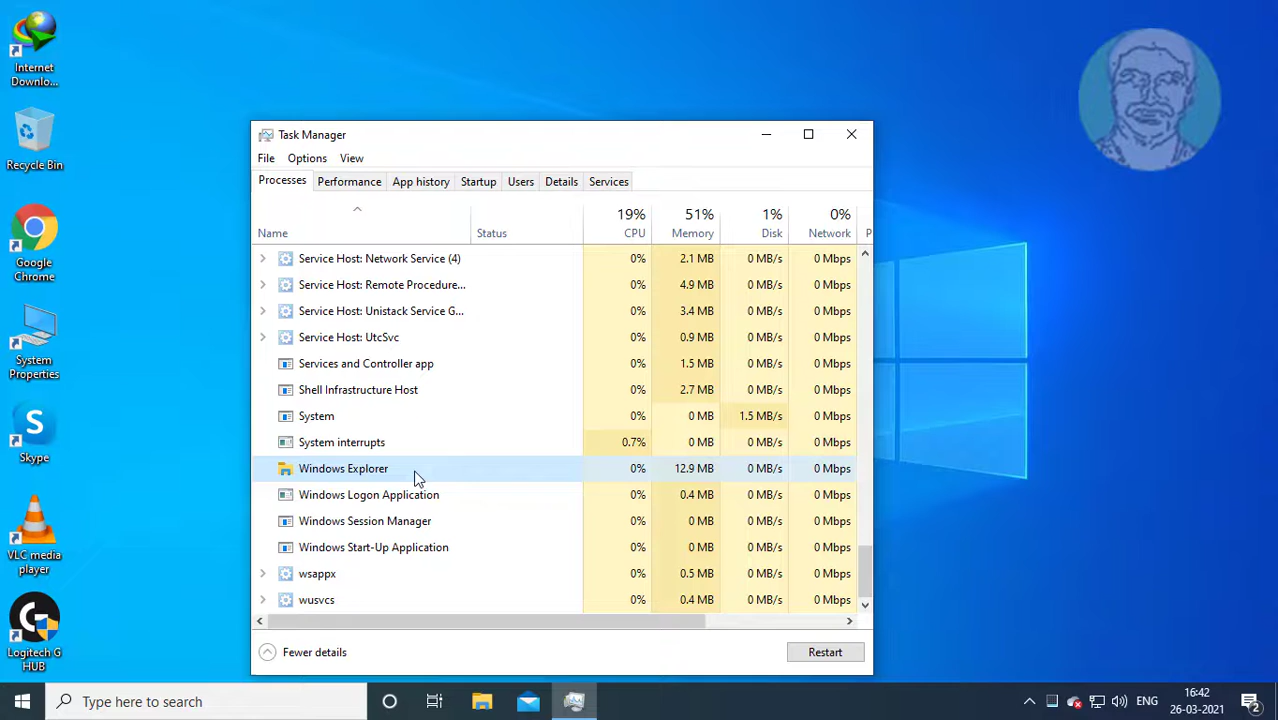 Internet
Downlo...
Recycle Bin
Google
Chrome
System
Properties
Skype
VLC media
player
Logitech G
HUB
Task Manager
File Options View
Processes Performance App history Startup Users Details Services
19% 51% 1% 0%
Name Status CPU Memory Disk Network P
Service Host: Network Service (4) 0% 2.1 MB 0 MB/s 0 Mbps
Service Host: Remote Procedure... 0% 4.9 MB 0 MB/s 0 Mbps
Service Host: Unistack Service G... 0% 3.4 MB 0 MB/s 0 Mbps
Service Host: UtcSvc 0% 0.9 MB 0 MB/s 0 Mbps
Services and Controller app 0% 1.5 MB 0 MB/s 0 Mbps
Shell Infrastructure Host 0% 2.7 MB 0 MB/s 0 Mbps
System 0% 0 MB 1.5 MB/s 0 Mbps
System interrupts 0.7% 0 MB 0 MB/s 0 Mbps
Windows Explorer 0% 12.9 MB 0 MB/s 0 Mbps
Windows Logon Application 0% 0.4 MB 0 MB/s 0 Mbps
Windows Session Manager 0% 0 MB 0 MB/s 0 Mbps
Windows Start-Up Application 0% 0 MB 0 MB/s 0 Mbps
wsappx 0% 0.5 MB 0 MB/s 0 Mbps
wusvcs 0% 0.4 MB 0 MB/s 0 Mbps
Fewer details Restart
Type here to search ENG 16:42
26-03-2021 2